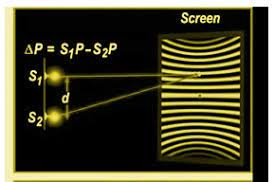 Screen
ΔP = S₁P - S₂P
S₁
d
S₂